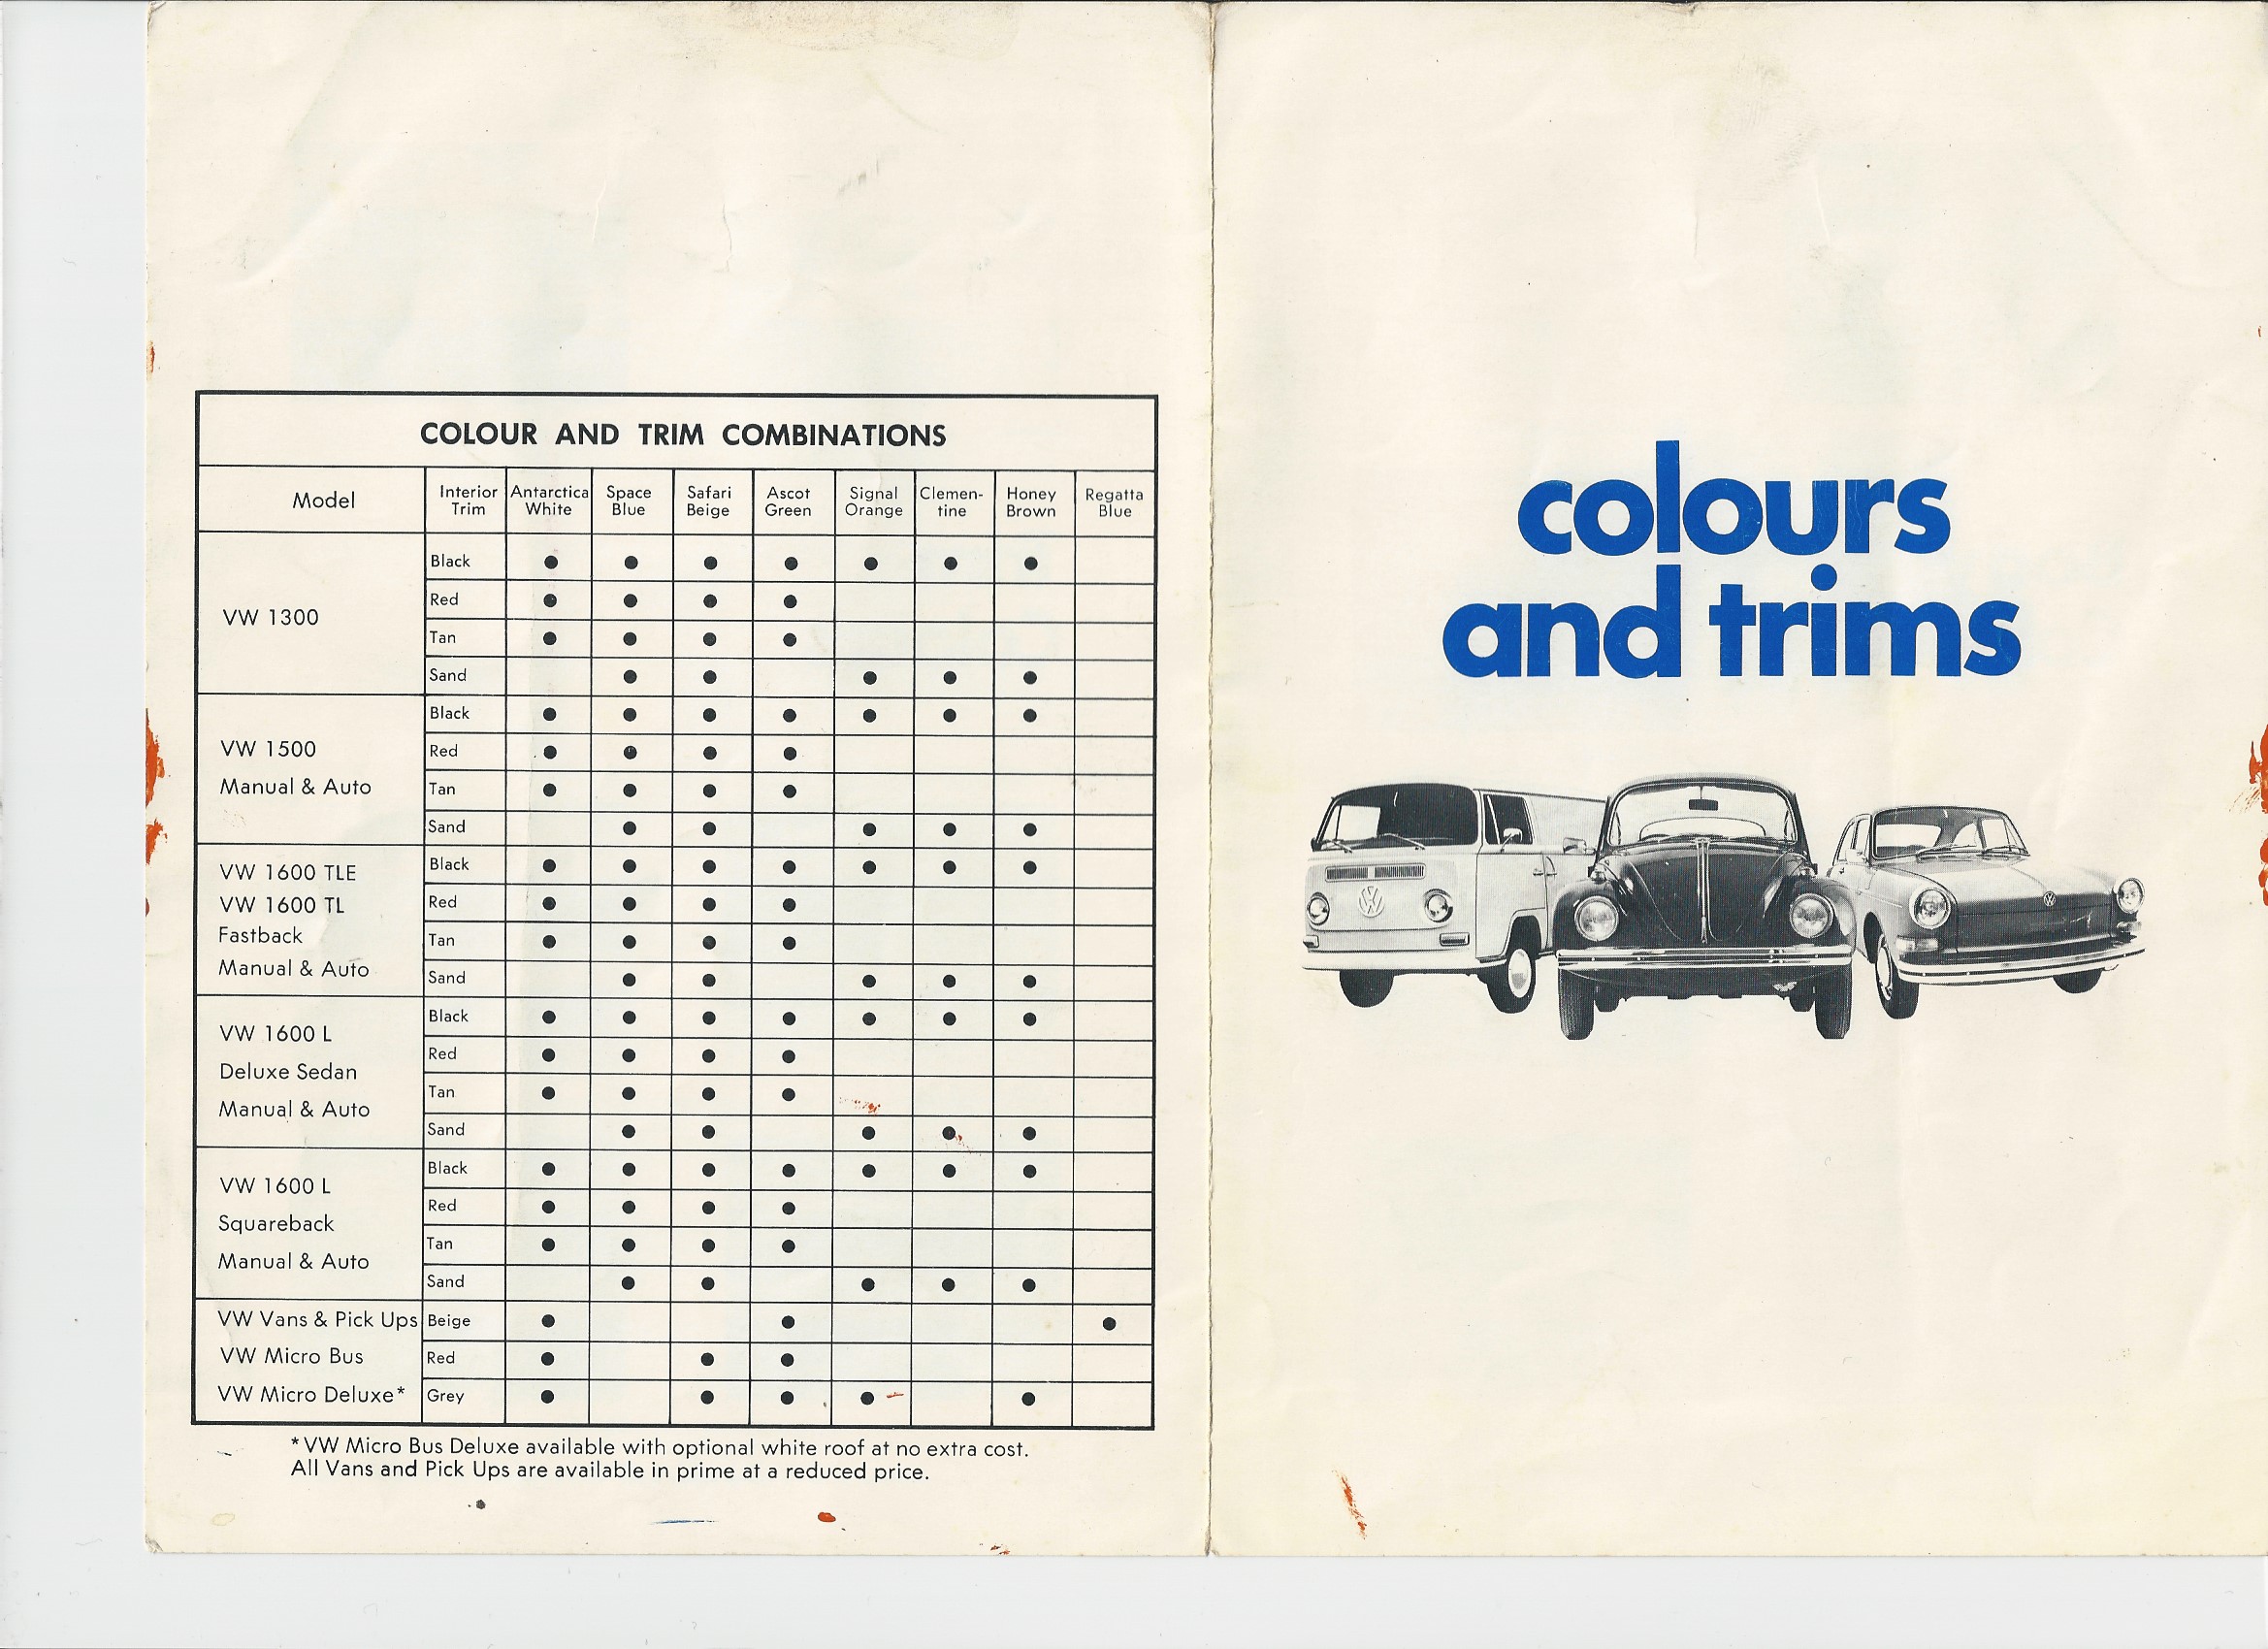 COLOUR AND TRIM COMBINATIONS
Model Interior Trim Antarctica White Space Blue Safari Beige Ascot Green Signal Orange Clemen-tine Honey Brown Regatta Blue
VW 1300
Black ● ● ● ● ● ● ●
Red ● ● ● ●
Tan ● ● ● ●
Sand ● ● ● ● ●
VW 1500
Manual & Auto
Black ● ● ● ● ● ● ●
Red ● ● ● ●
Tan ● ● ● ●
Sand ● ● ● ● ●
VW 1600 TLE
VW 1600 TL
Fastback
Manual & Auto
Black ● ● ● ● ● ● ●
Red ● ● ● ●
Tan ● ● ● ●
Sand ● ● ● ● ●
VW 1600 L
Deluxe Sedan
Manual & Auto
Black ● ● ● ● ● ● ●
Red ● ● ● ●
Tan ● ● ● ●
Sand ● ● ● ● ●
VW 1600 L
Squareback
Manual & Auto
Black ● ● ● ● ● ● ●
Red ● ● ● ●
Tan ● ● ● ●
Sand ● ● ● ● ●
VW Vans & Pick Ups Beige ● ● ●
VW Micro Bus Red ● ● ●
VW Micro Deluxe* Grey ● ● ● ● ●
*VW Micro Bus Deluxe available with optional white roof at no extra cost.
All Vans and Pick Ups are available in prime at a reduced price.
colours
and trims